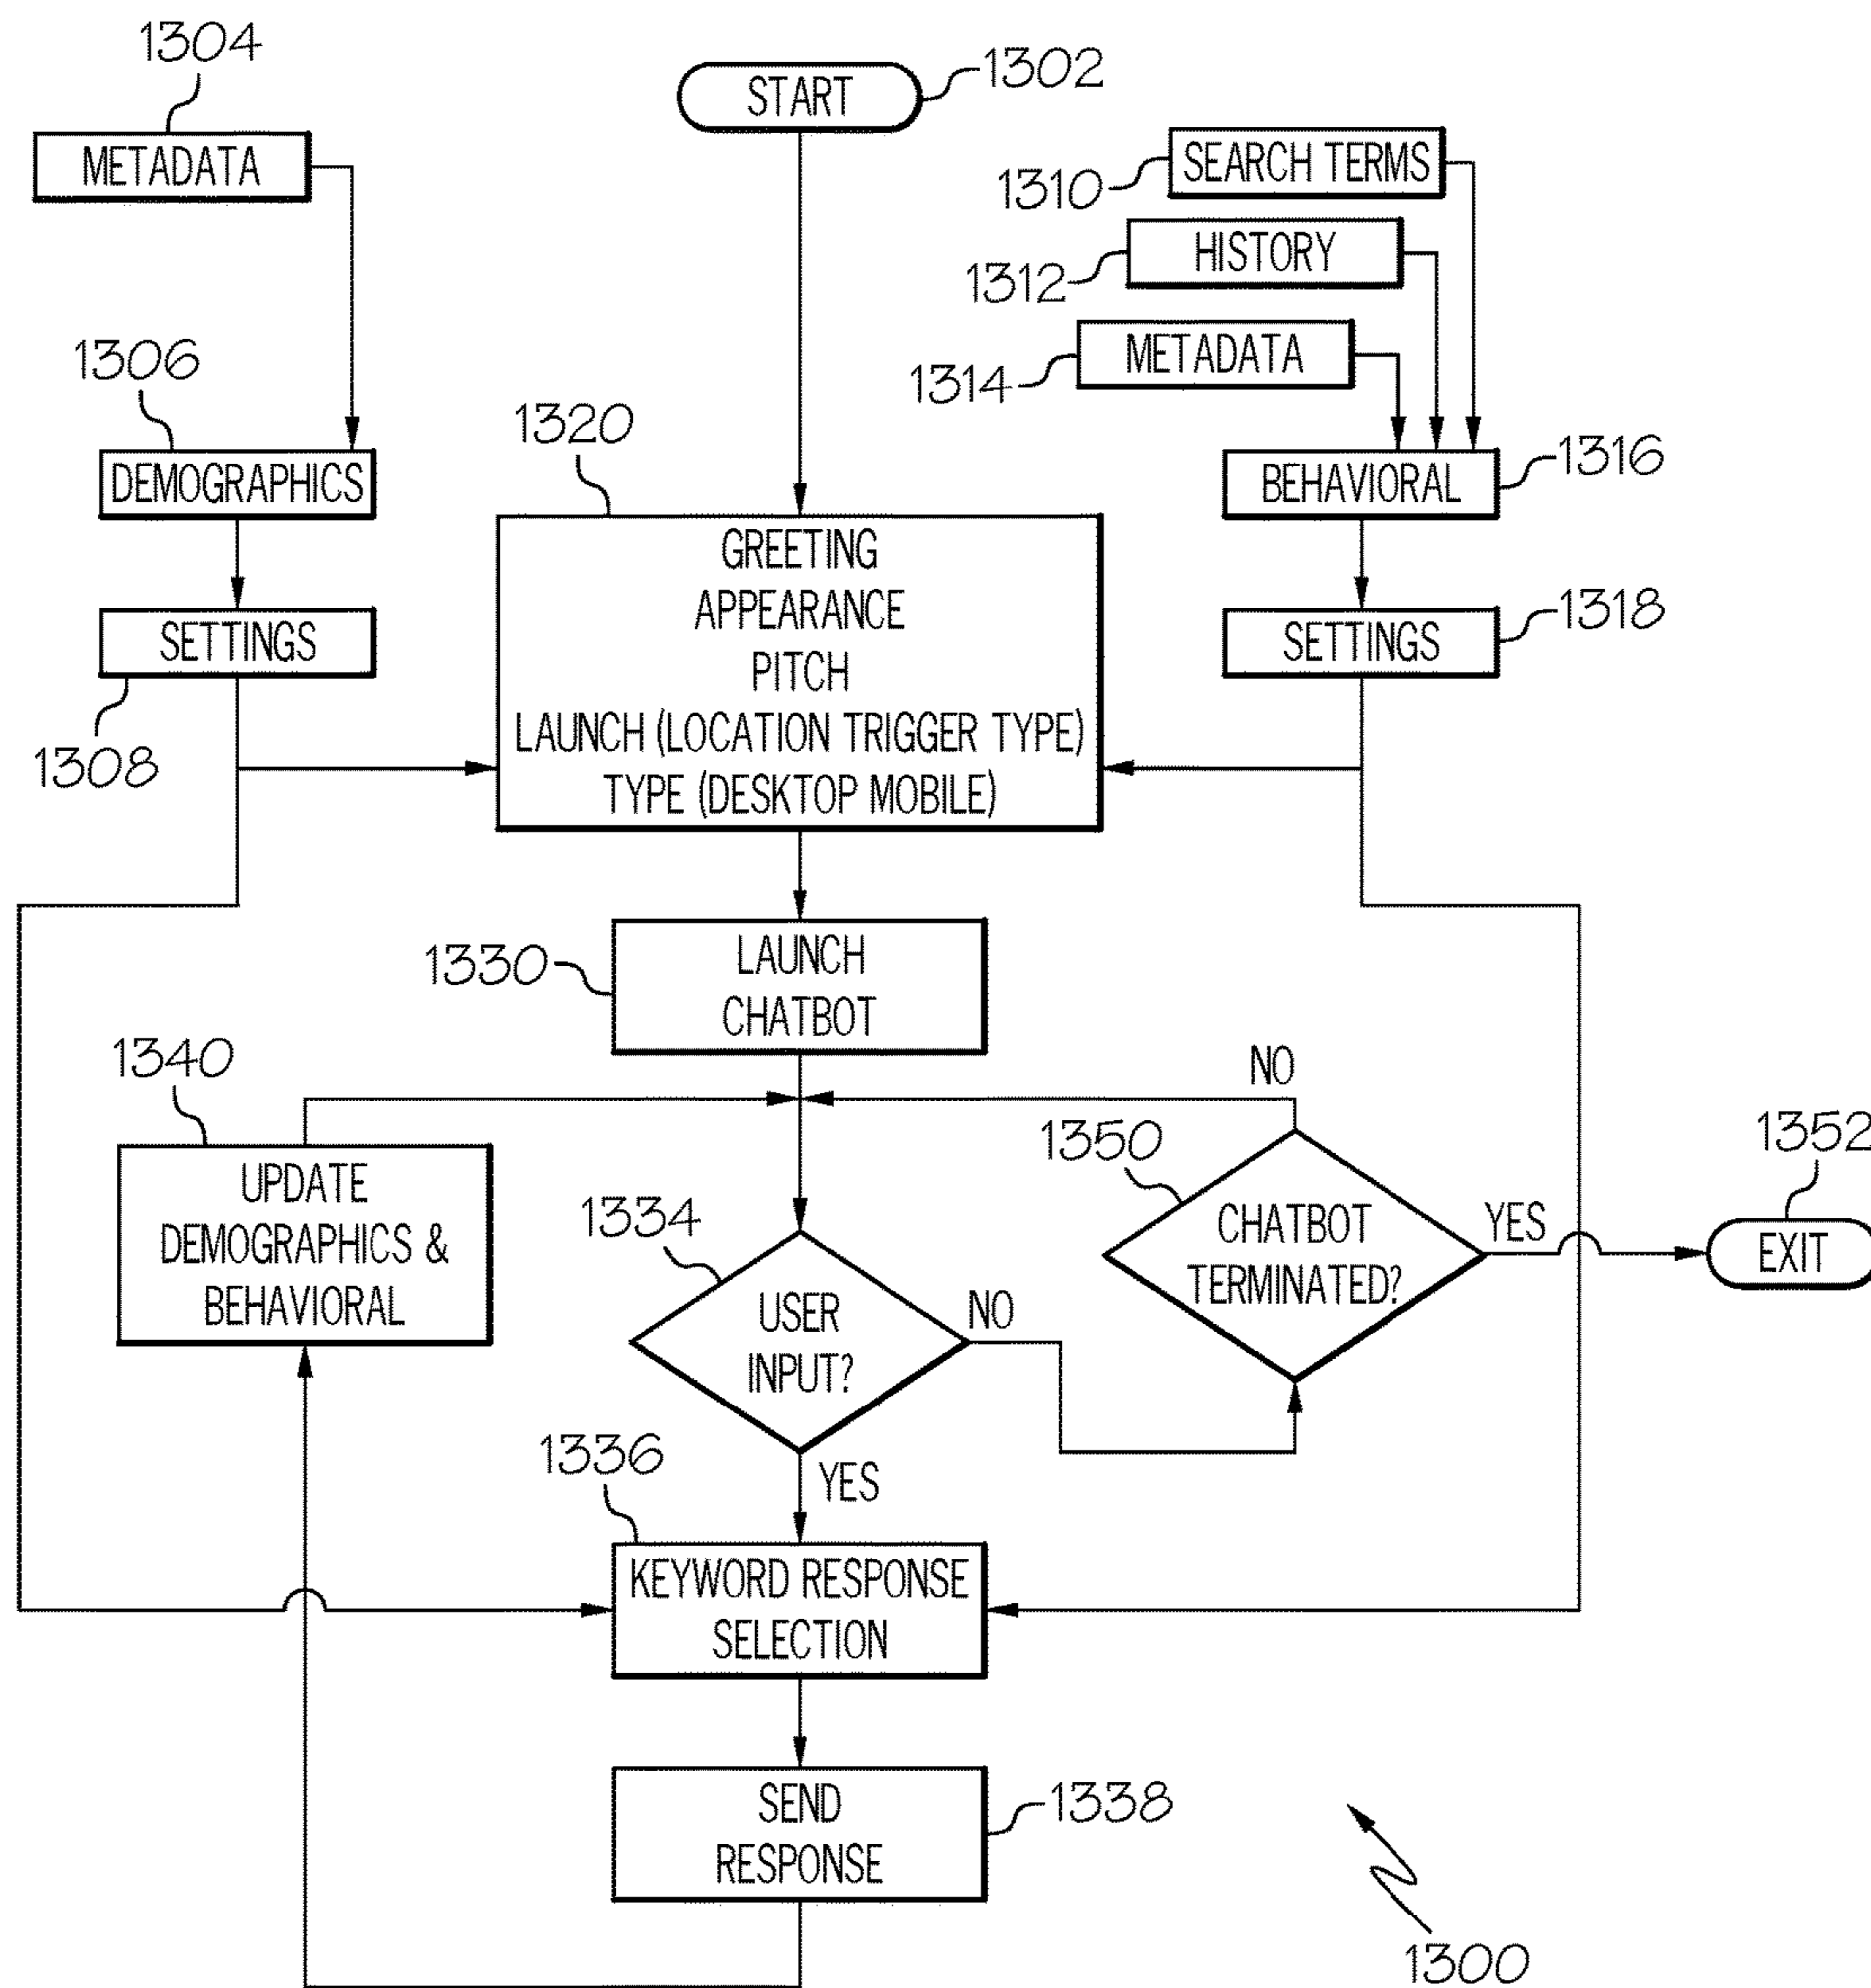 1304
START
1302
METADATA
SEARCH TERMS
1310
HISTORY
1312
METADATA
1314
1306
1320
DEMOGRAPHICS
BEHAVIORAL
1316
GREETING
APPEARANCE
PITCH
LAUNCH (LOCATION TRIGGER TYPE)
TYPE (DESKTOP MOBILE)
SETTINGS
1308
SETTINGS
1318
1330
LAUNCH
CHATBOT
1340
UPDATE
DEMOGRAPHICS &
BEHAVIORAL
NO
1350
CHATBOT
TERMINATED?
YES
1352
EXIT
1334
USER
INPUT?
NO
YES
1336
KEYWORD RESPONSE
SELECTION
SEND
RESPONSE
1338
1300